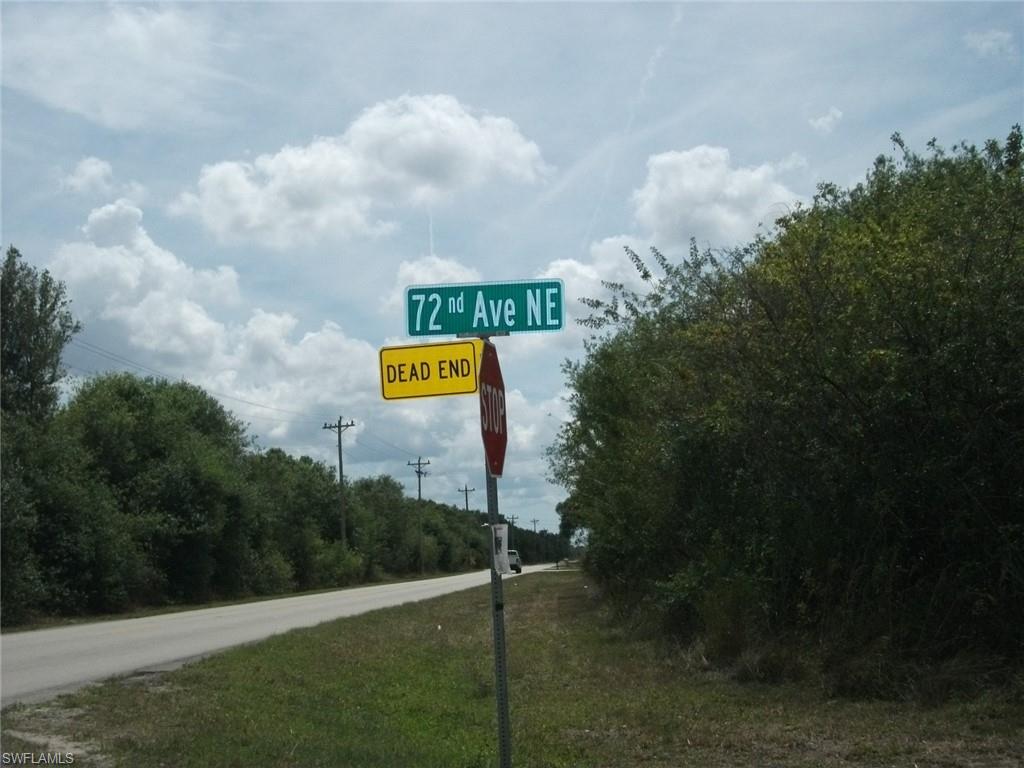 72nd Ave NE
DEAD END
STOP
SWFLAMLS